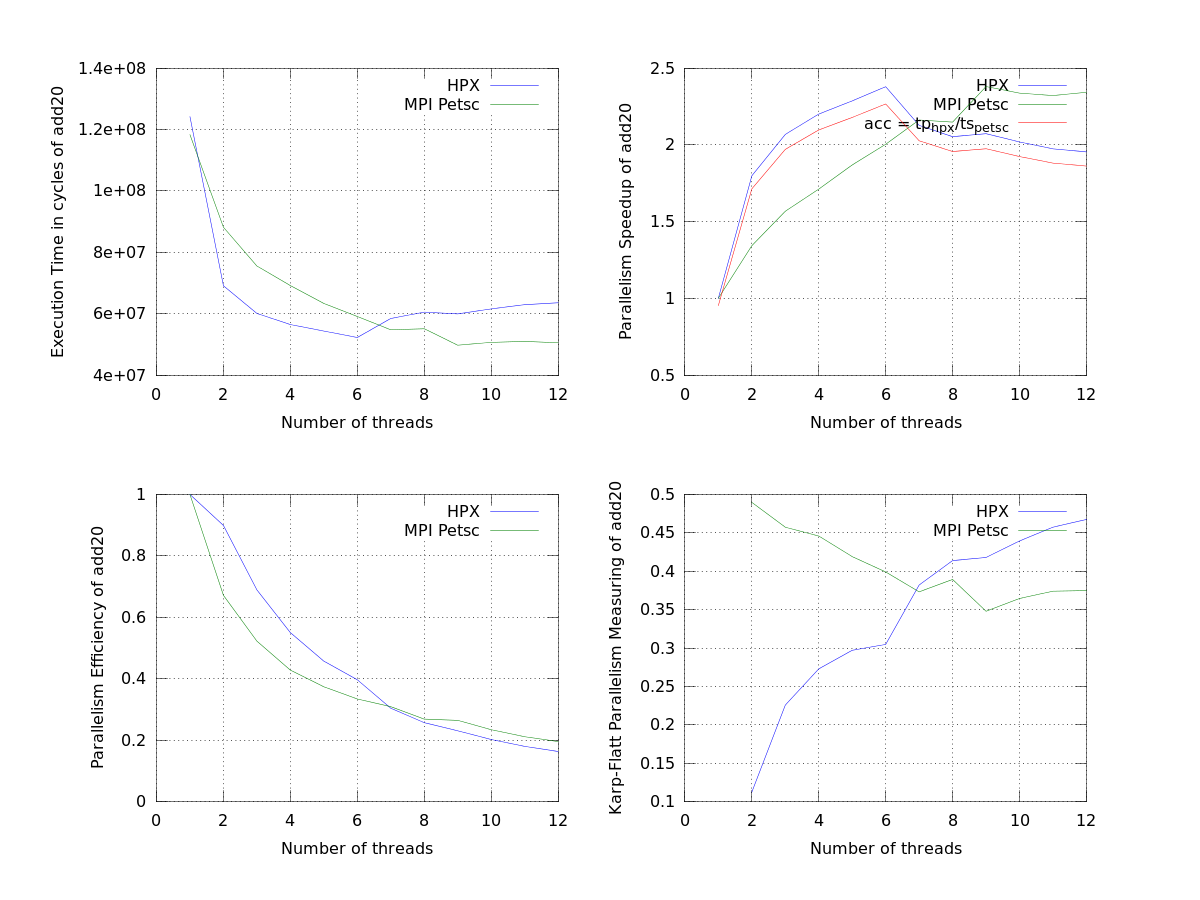 Execution Time in cycles of add20
1.4e+08
1.2e+08
1e+08
8e+07
6e+07
4e+07
HPX
MPI Petsc
0 2 4 6 8 10 12
Number of threads
Parallelism Speedup of add20
2.5
2
1.5
1
0.5
HPX
MPI Petsc
acc = tphpx/tspetsc
0 2 4 6 8 10 12
Number of threads
Parallelism Efficiency of add20
1
0.8
0.6
0.4
0.2
0
HPX
MPI Petsc
0 2 4 6 8 10 12
Number of threads
Karp-Flatt Parallelism Measuring of add20
0.5
0.45
0.4
0.35
0.3
0.25
0.2
0.15
0.1
HPX
MPI Petsc
0 2 4 6 8 10 12
Number of threads